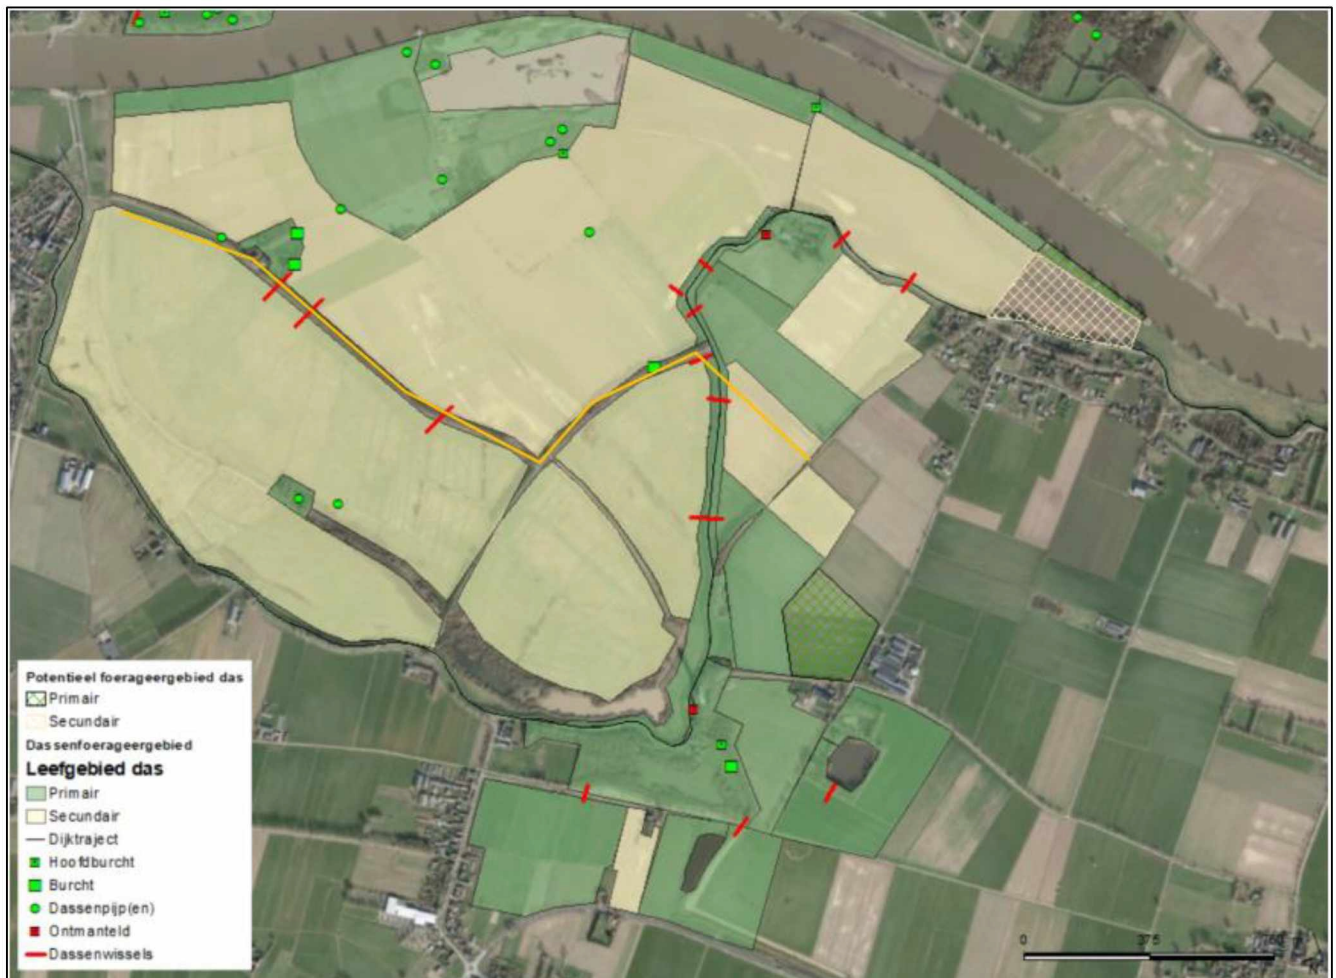 Potentieel foerageergebied das
Primair
Secundair
Dassenfoerageergebied
Leefgebied das
Primair
Secundair
Dijktraject
Hoofdburcht
Burcht
Dassenpijp(en)
Ontmanteld
Dassenwissels
0 375